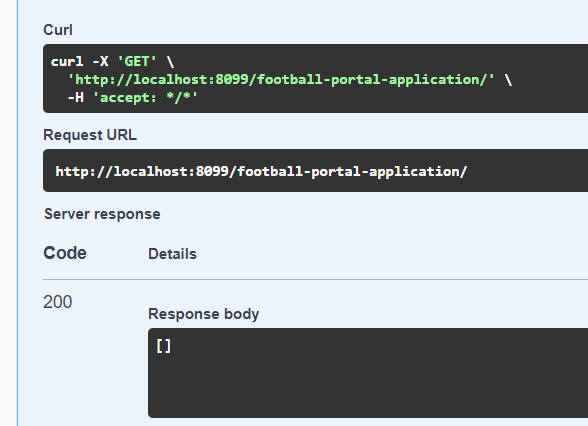 Curl
curl -X 'GET' \
'http://localhost:8099/football-portal-application/' \
-H 'accept: */*'
Request URL
http://localhost:8099/football-portal-application/
Server response
Code Details
200
Response body
[]